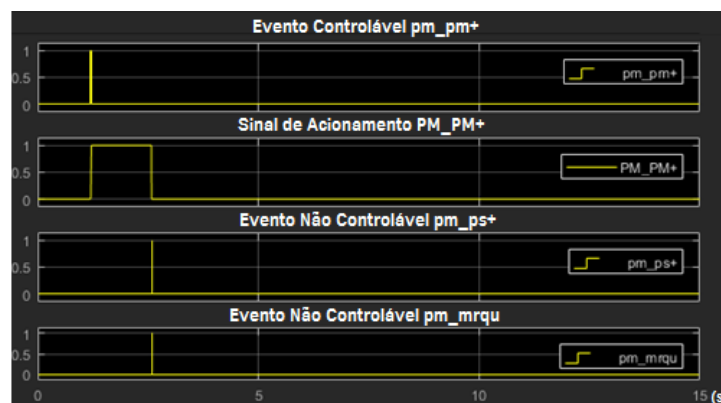 Evento Controlável pm_pm+
1
0.5
0
pm_pm+
Sinal de Acionamento PM_PM+
1
0.5
0
PM_PM+
Evento Não Controlável pm_ps+
1
0.5
0
pm_ps+
Evento Não Controlável pm_mrqu
1
0.5
0
pm_mrqu
0 5 10 15 (s